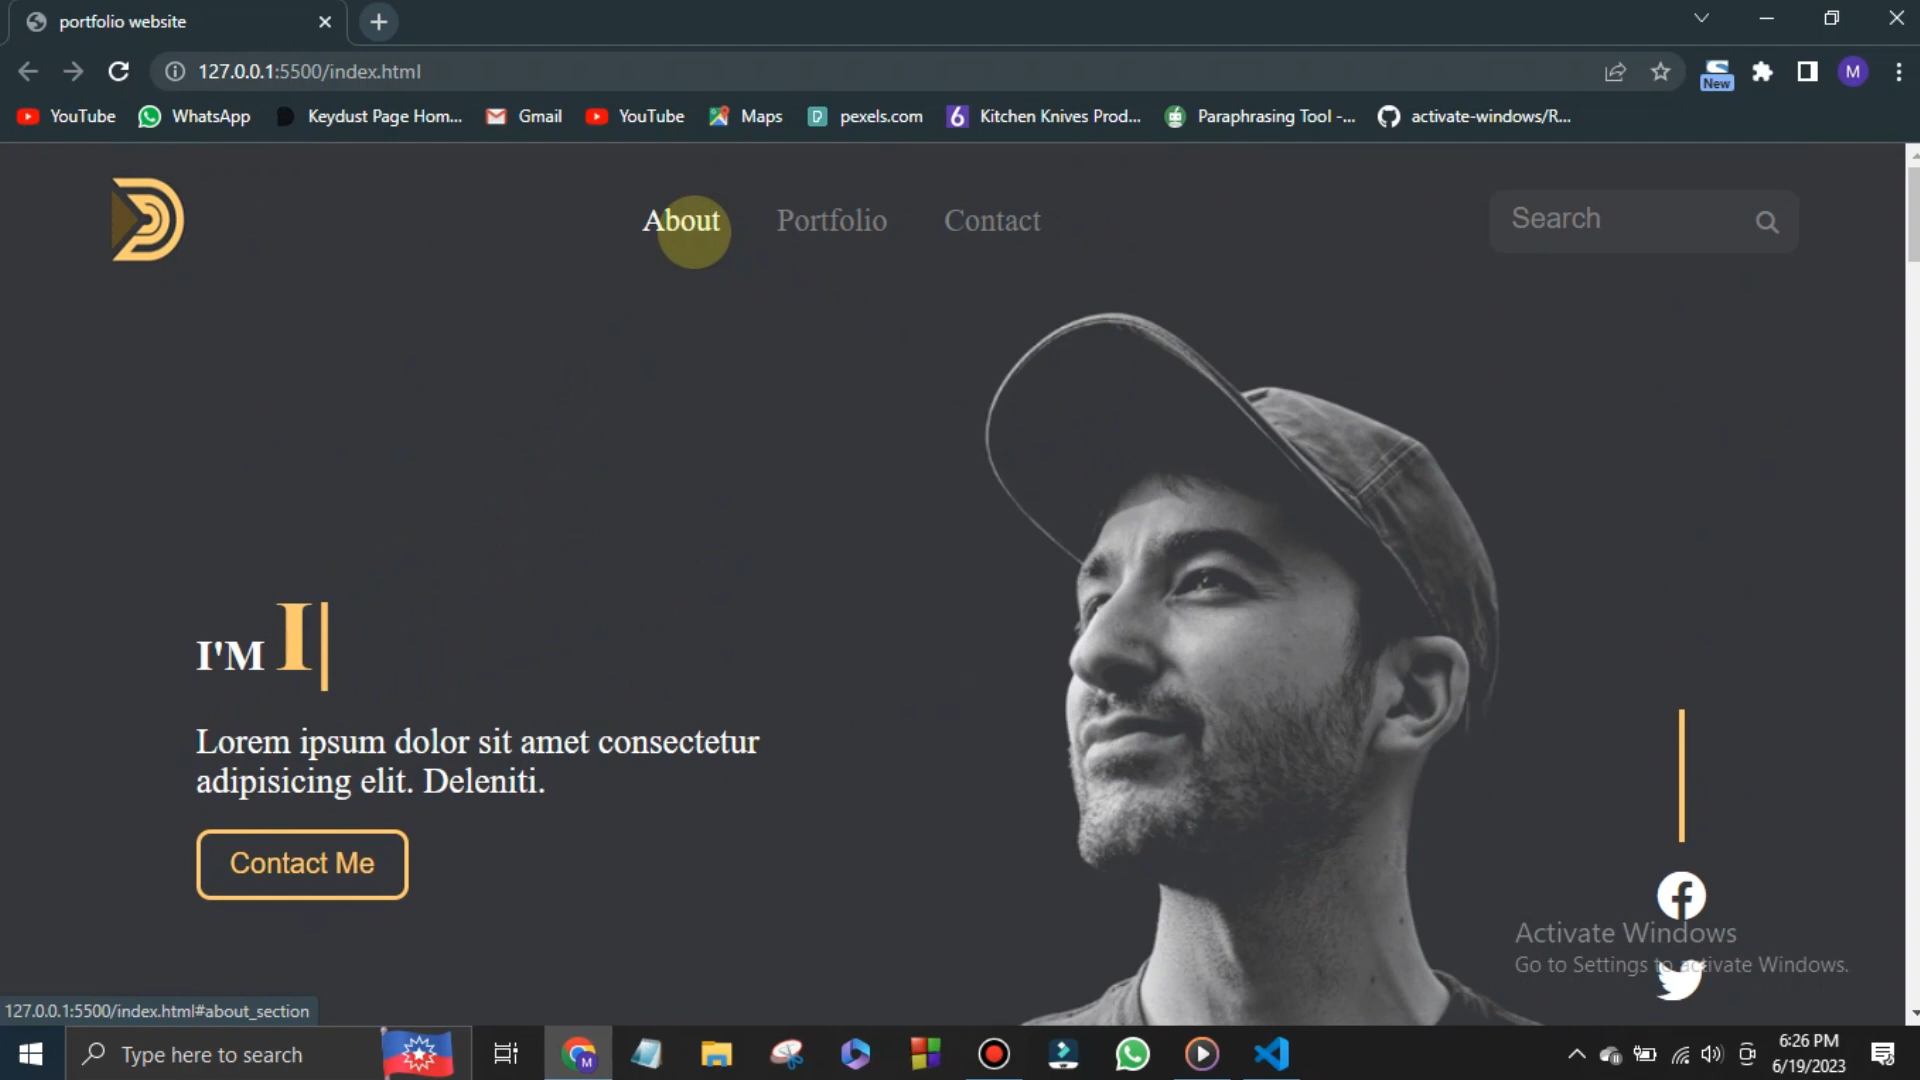 portfolio website
127.0.0.1:5500/index.html
New
M
YouTube
WhatsApp
Keydust Page Hom...
Gmail
YouTube
Maps
pexels.com
Kitchen Knives Prod...
Paraphrasing Tool -...
activate-windows/R...
About
Portfolio
Contact
Search
I'M I
Lorem ipsum dolor sit amet consectetur
adipisicing elit. Deleniti.
Contact Me
Activate Windows
Go to Settings to activate Windows.
127.0.0.1:5500/index.html#about_section
Type here to search
6:26 PM
6/19/2023